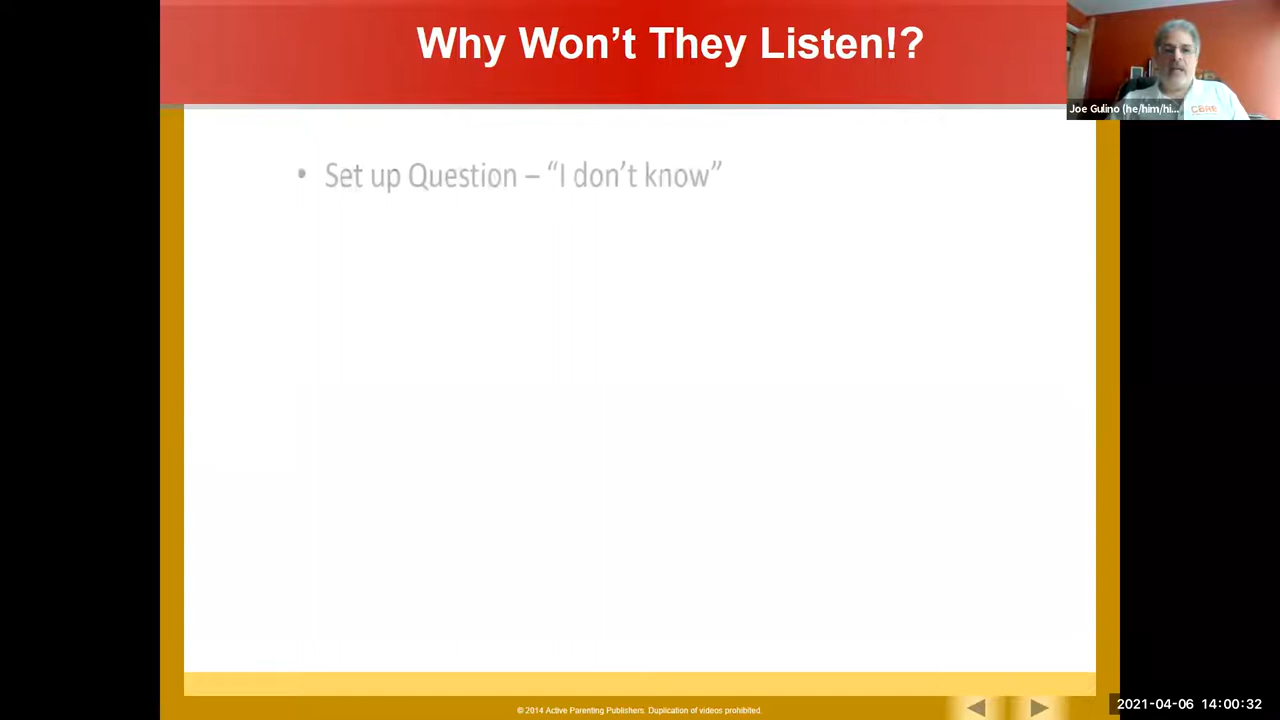 Why Won’t They Listen!?
Joe Gulino (he/him/hi...
CORE
• Set up Question – “I don’t know”
© 2014 Active Parenting Publishers. Duplication of videos prohibited.
2021-04-06 14:00:32